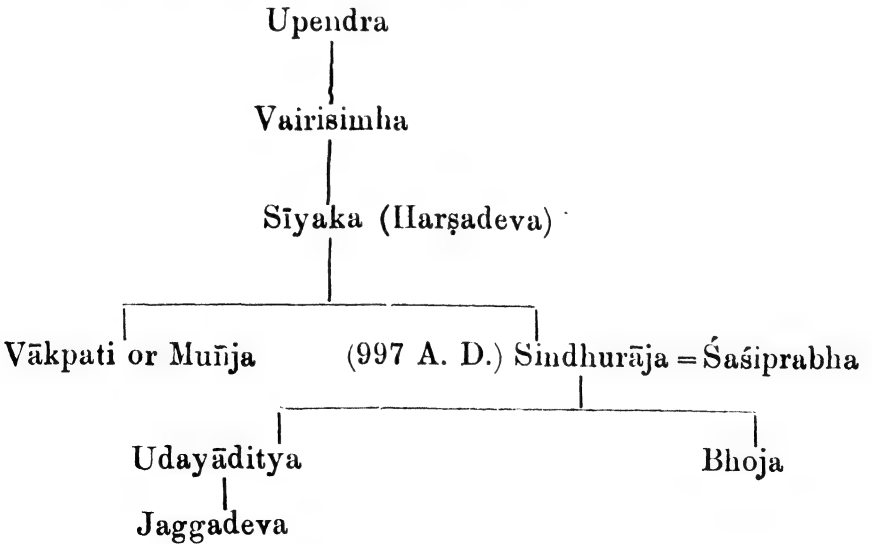 Upendra
Vairisimha
Sīyaka (Harṣadeva)
Vākpati or Muñja (997 A. D.) Sindhurāja = Śaśiprabha
Udayāditya Bhoja
Jaggadeva